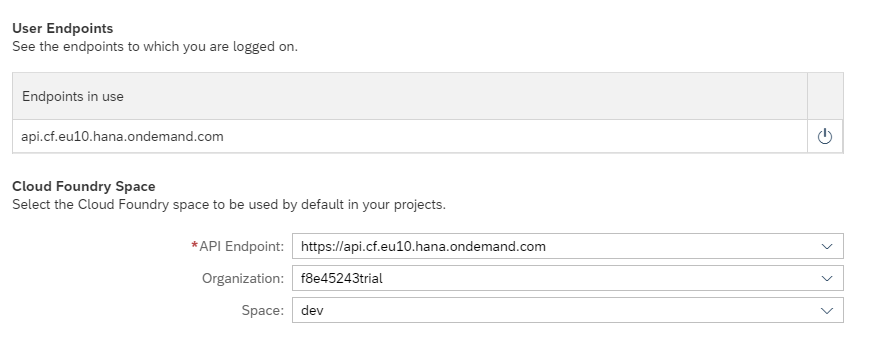 User Endpoints
See the endpoints to which you are logged on.
Endpoints in use
api.cf.eu10.hana.ondemand.com
Cloud Foundry Space
Select the Cloud Foundry space to be used by default in your projects.
*API Endpoint: https://api.cf.eu10.hana.ondemand.com
Organization: f8e45243trial
Space: dev